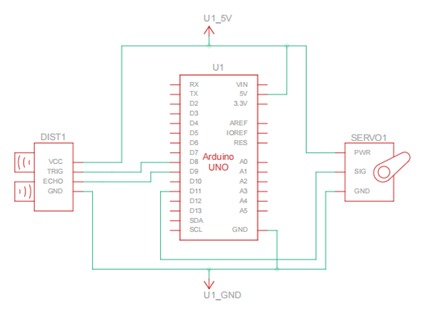 U1_5V
U1
RX
TX
D2
D3
D4
D5
D6
D7
D8
D9
D10
D11
D12
D13
SDA
SCL
VIN
5V
3.3V
AREF
IOREF
RES
A0
A1
A2
A3
A4
A5
GND
Arduino
UNO
DIST1
VCC
TRIG
ECHO
GND
SERVO1
PWR
SIG
GND
U1_GND